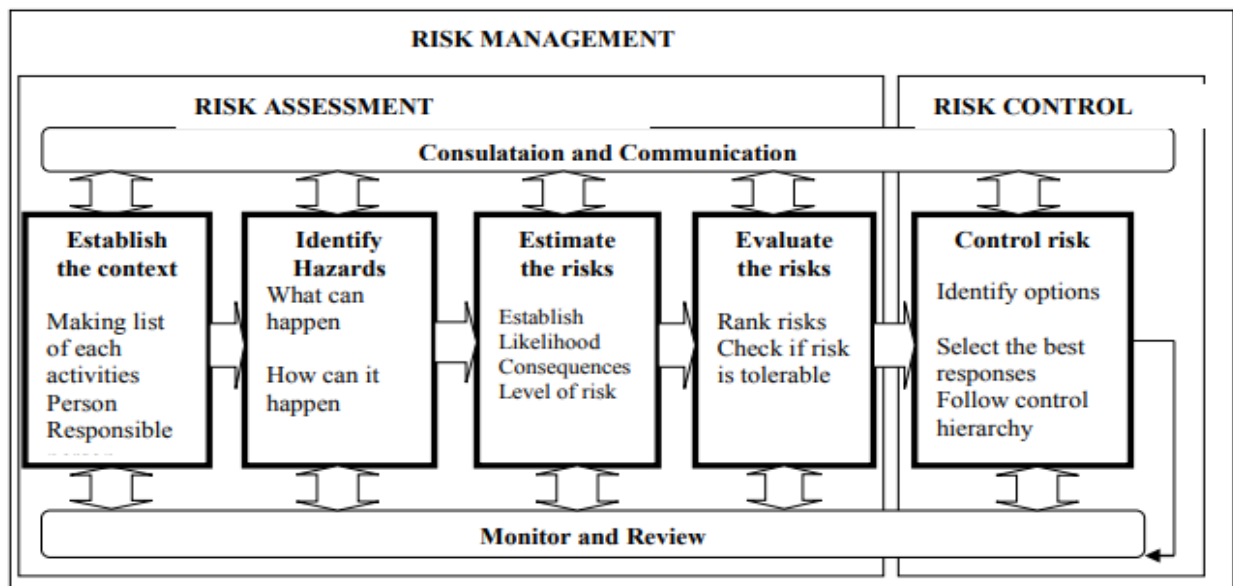 RISK MANAGEMENT
RISK ASSESSMENT
RISK CONTROL
Consulataion and Communication
Establish
the context
Making list
of each
activities
Person
Responsible
Identify
Hazards
What can
happen
How can it
happen
Estimate
the risks
Establish
Likelihood
Consequences
Level of risk
Evaluate
the risks
Rank risks
Check if risk
is tolerable
Control risk
Identify options
Select the best
responses
Follow control
hierarchy
Monitor and Review